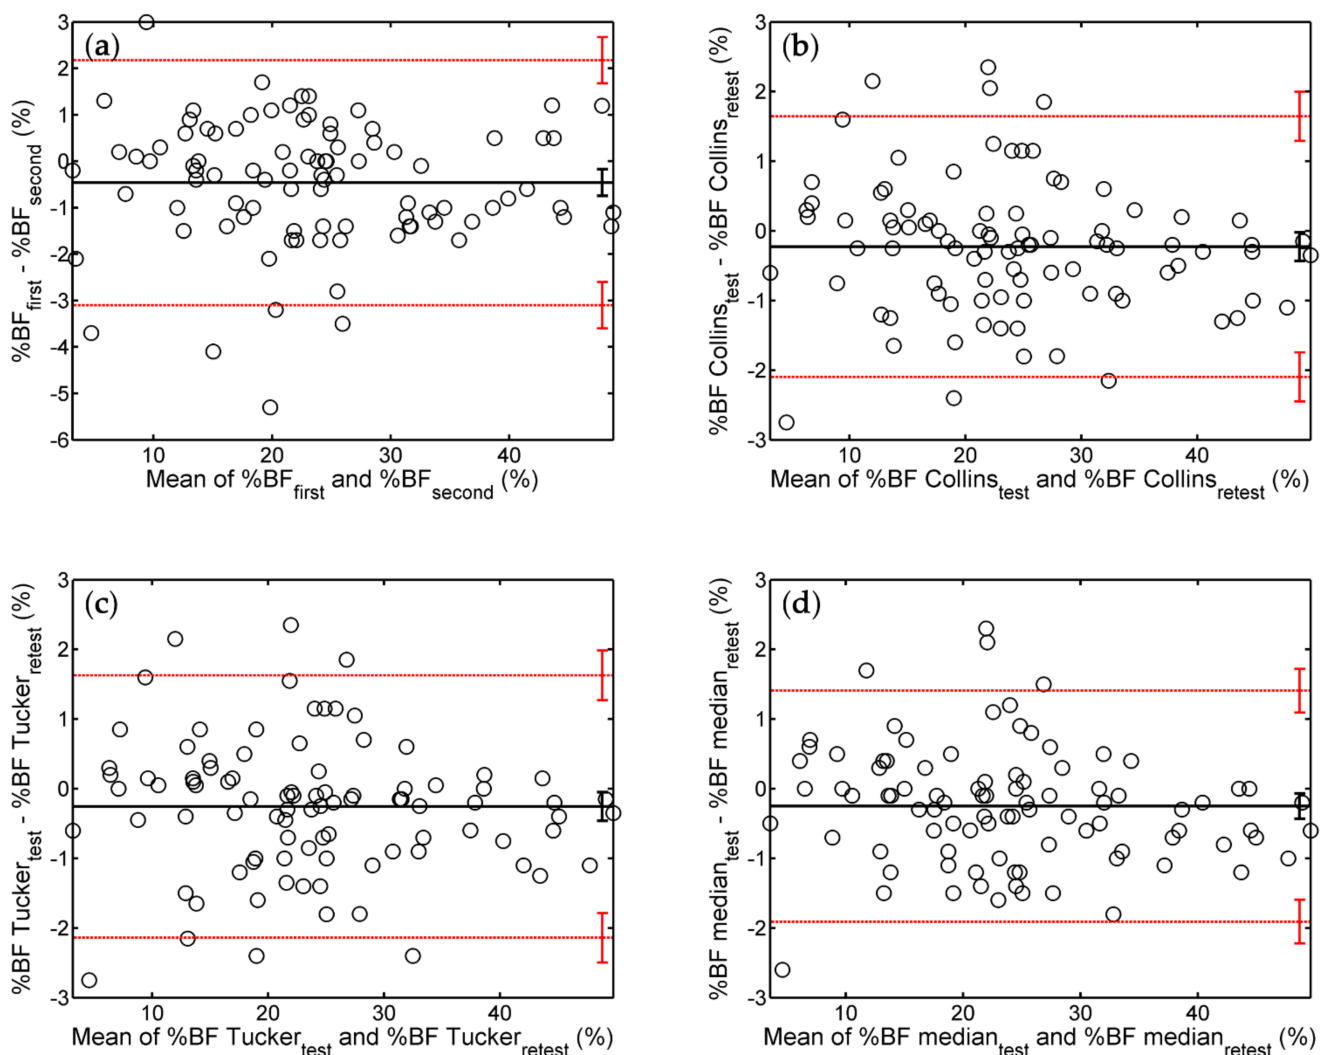 (a)
%BFfirst - %BFsecond (%)
3
2
1
0
-1
-2
-3
-4
-5
-6
10 20 30 40
Mean of %BFfirst and %BFsecond (%)
(b)
%BF Collinstest - %BF Collinsretest (%)
3
2
1
0
-1
-2
-3
10 20 30 40
Mean of %BF Collinstest and %BF Collinsretest (%)
(c)
%BF Tuckertest - %BF Tuckerretest (%)
3
2
1
0
-1
-2
-3
10 20 30 40
Mean of %BF Tuckertest and %BF Tuckerretest (%)
(d)
%BF mediantest - %BF medianretest (%)
3
2
1
0
-1
-2
-3
10 20 30 40
Mean of %BF mediantest and %BF medianretest (%)